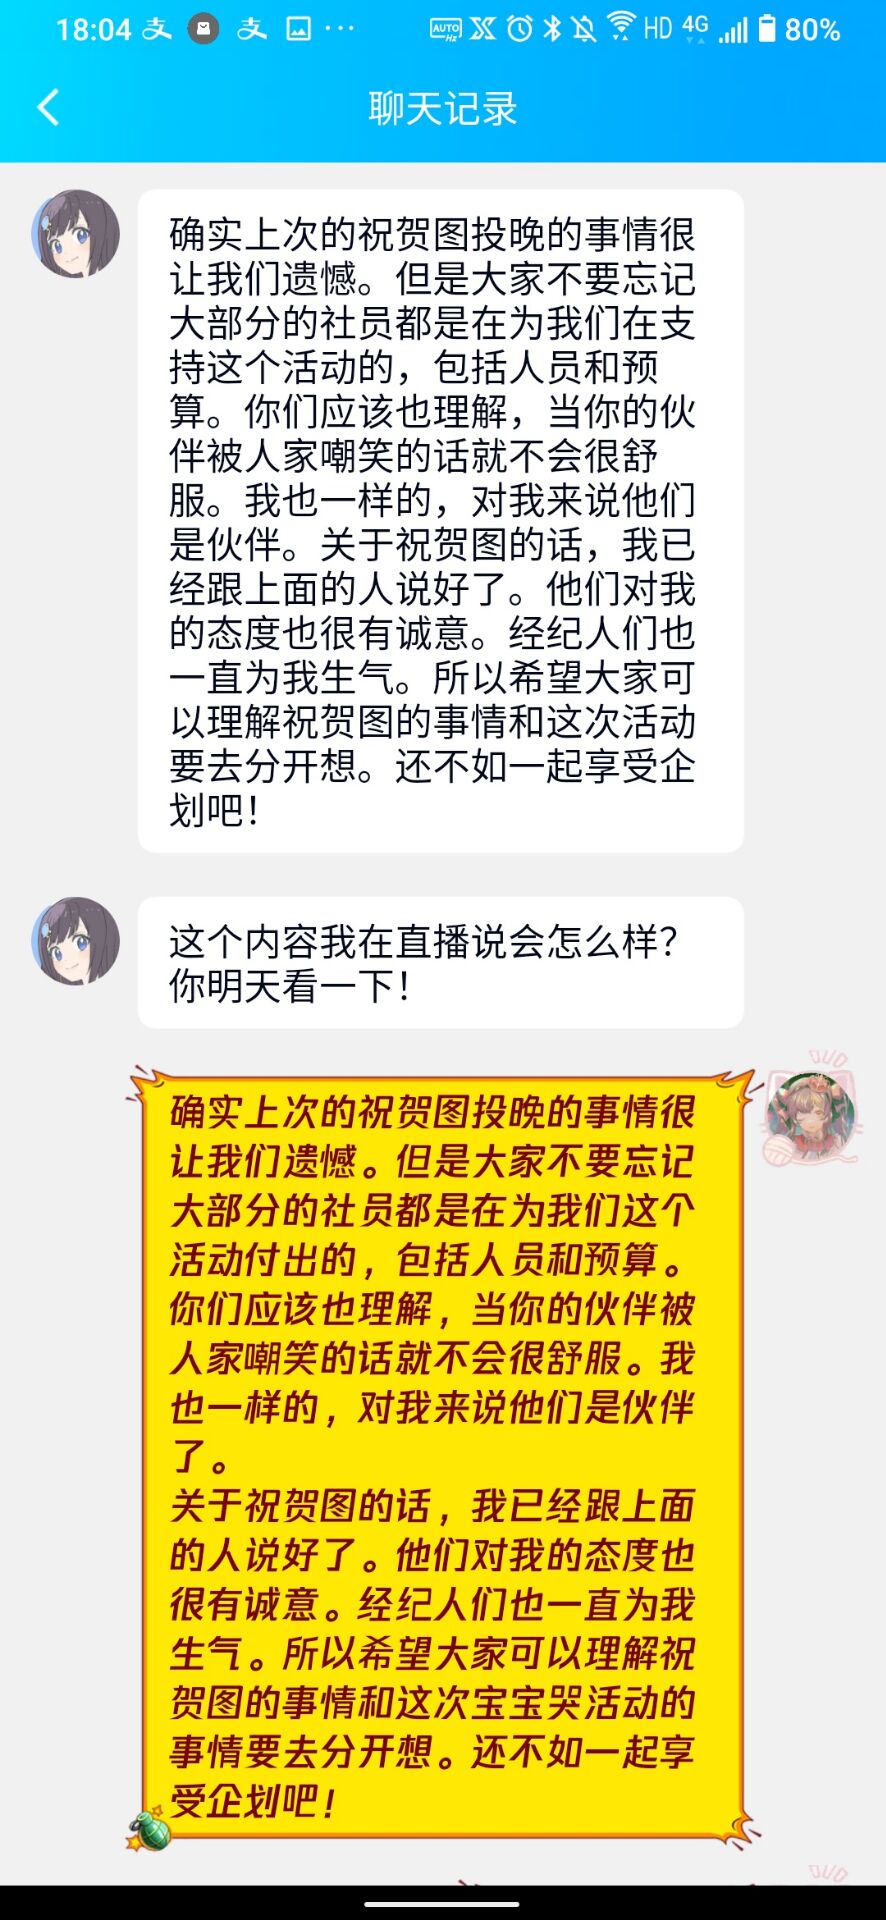 18:04 支 支 ··· AUTO Hz HD 4G 80%
聊天记录
确实上次的祝贺图投晚的事情很
让我们遗憾。但是大家不要忘记
大部分的社员都是在为我们在支
持这个活动的，包括人员和预
算。你们应该也理解，当你的伙
伴被人家嘲笑的话就不会很舒
服。我也一样的，对我来说他们
是伙伴。关于祝贺图的话，我已
经跟上面的人说好了。他们对我
的态度也很有诚意。经纪人们也
一直为我生气。所以希望大家可
以理解祝贺图的事情和这次活动
要去分开想。还不如一起享受企
划吧！
这个内容我在直播说会怎么样？
你明天看一下！
确实上次的祝贺图投晚的事情很
让我们遗憾。但是大家不要忘记
大部分的社员都是在为我们这个
活动付出的，包括人员和预算。
你们应该也理解，当你的伙伴被
人家嘲笑的话就不会很舒服。我
也一样的，对我来说他们是伙伴
了。
关于祝贺图的话，我已经跟上面
的人说好了。他们对我的态度也
很有诚意。经纪人们也一直为我
生气。所以希望大家可以理解祝
贺图的事情和这次宝宝哭活动的
事情要去分开想。还不如一起享
受企划吧！